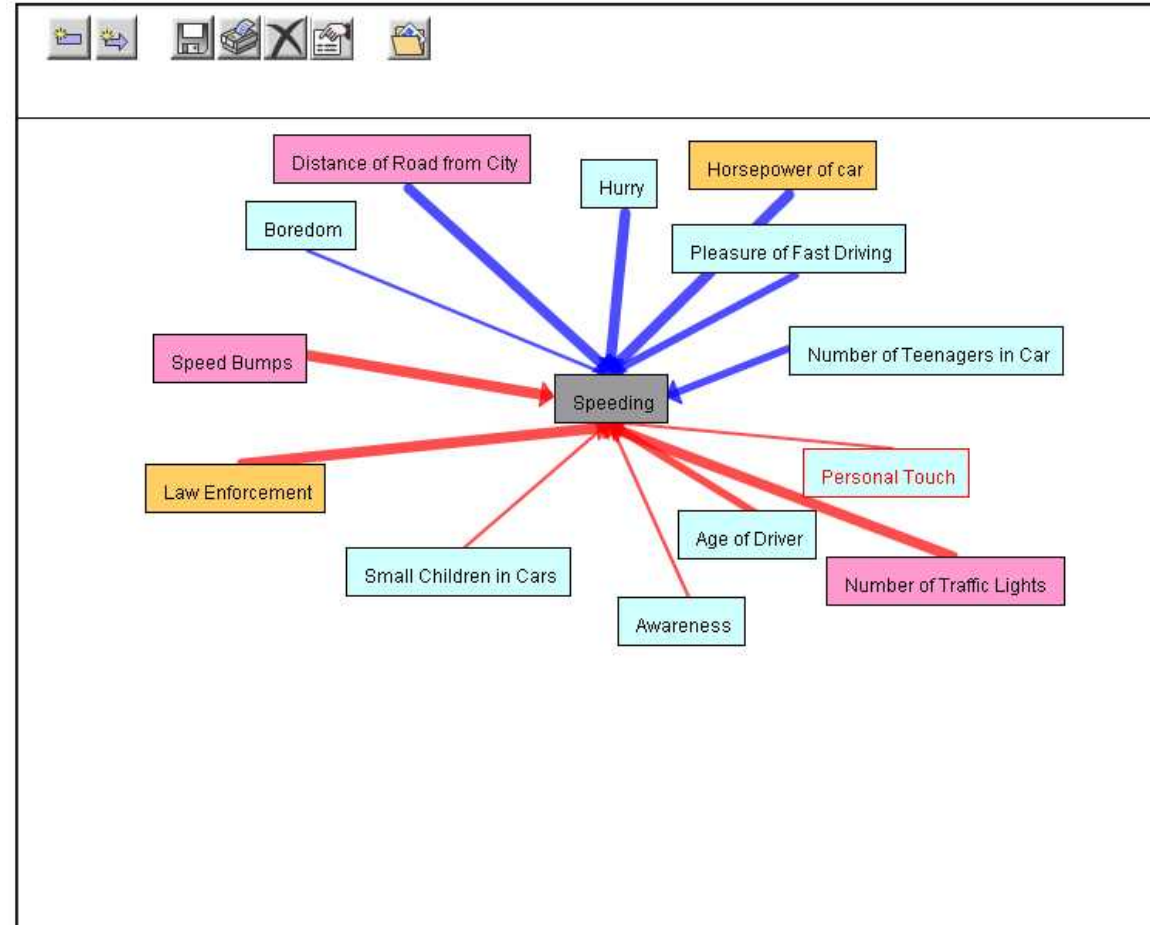 Distance of Road from City
Horsepower of car
Hurry
Boredom
Pleasure of Fast Driving
Speed Bumps
Number of Teenagers in Car
Speeding
Personal Touch
Law Enforcement
Age of Driver
Small Children in Cars
Number of Traffic Lights
Awareness